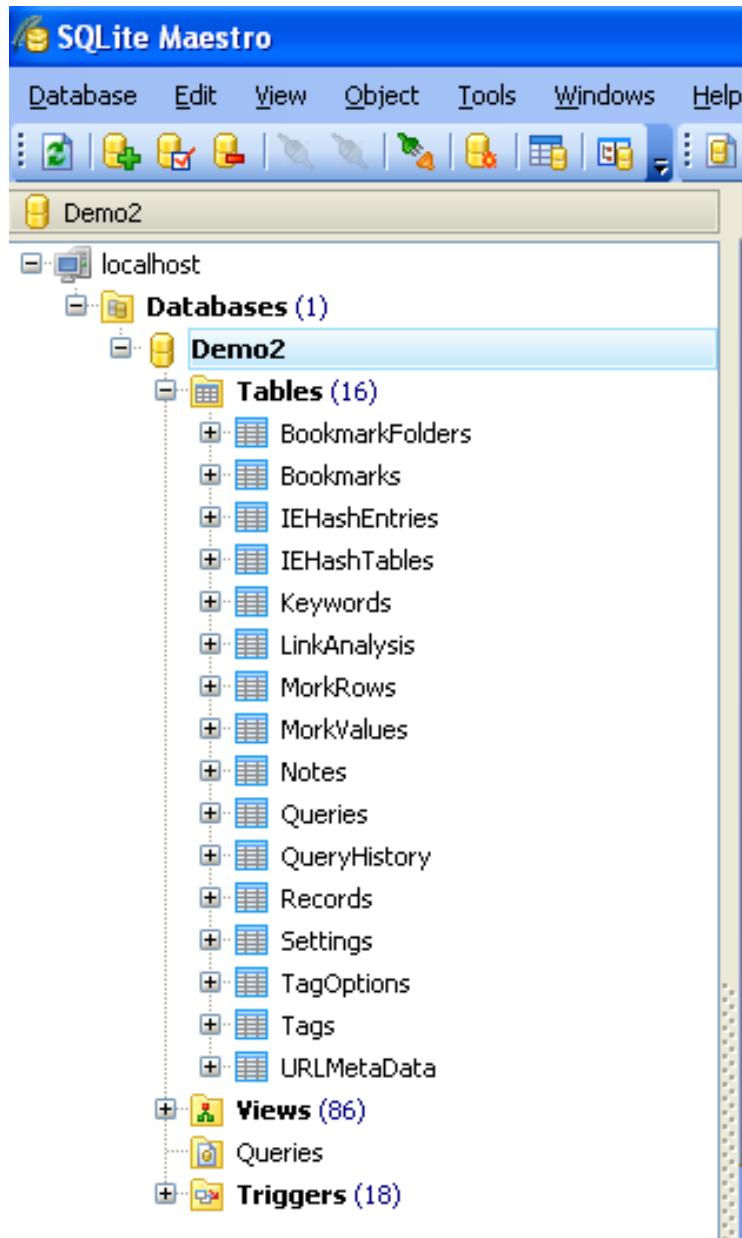 SQLite Maestro
Database Edit View Object Tools Windows Help
Demo2
localhost
Databases (1)
Demo2
Tables (16)
BookmarkFolders
Bookmarks
IEHashEntries
IEHashTables
Keywords
LinkAnalysis
MorkRows
MorkValues
Notes
Queries
QueryHistory
Records
Settings
TagOptions
Tags
URLMetaData
Views (86)
Queries
Triggers (18)